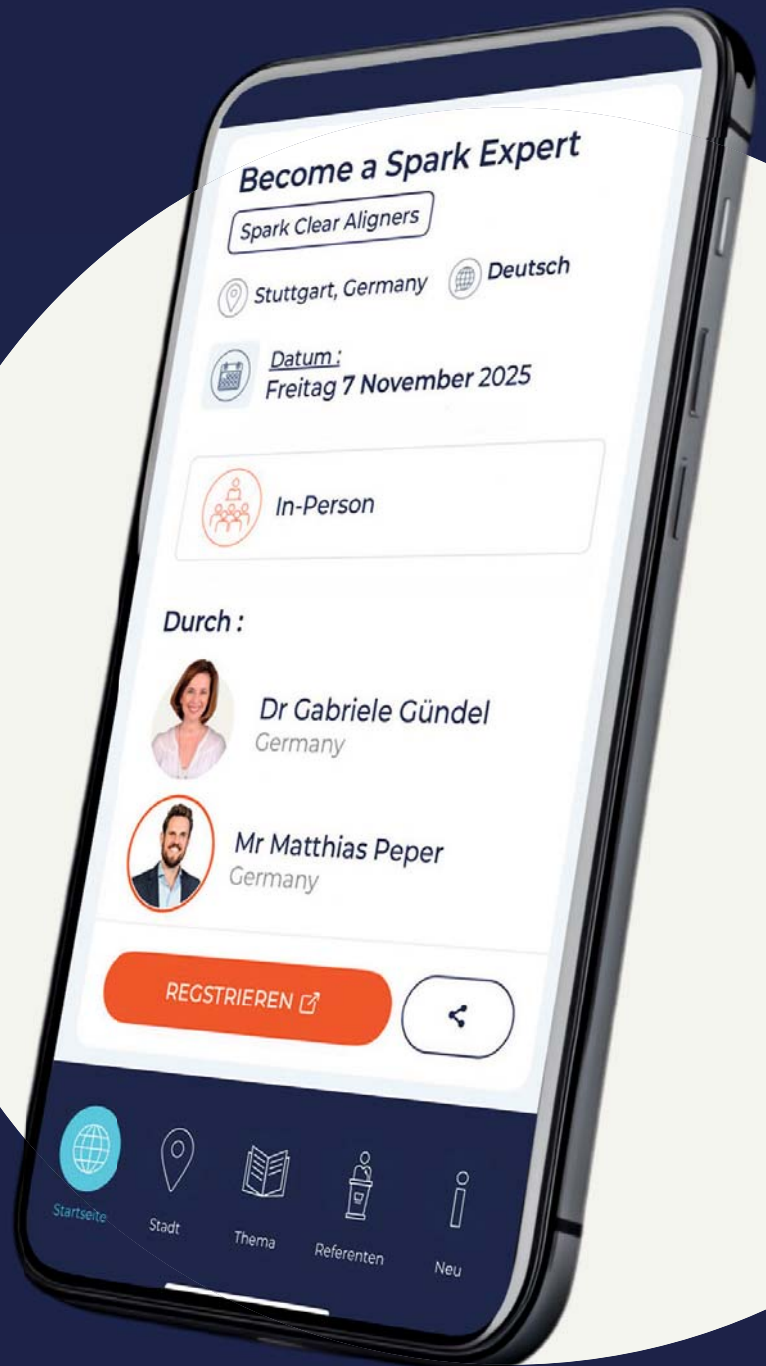 Become a Spark Expert
Spark Clear Aligners
Stuttgart, Germany Deutsch
Datum :
Freitag 7 November 2025
In-Person
Durch :
Dr Gabriele Gündel
Germany
Mr Matthias Peper
Germany
REGSTRIEREN
Startseite Stadt Thema Referenten Neu